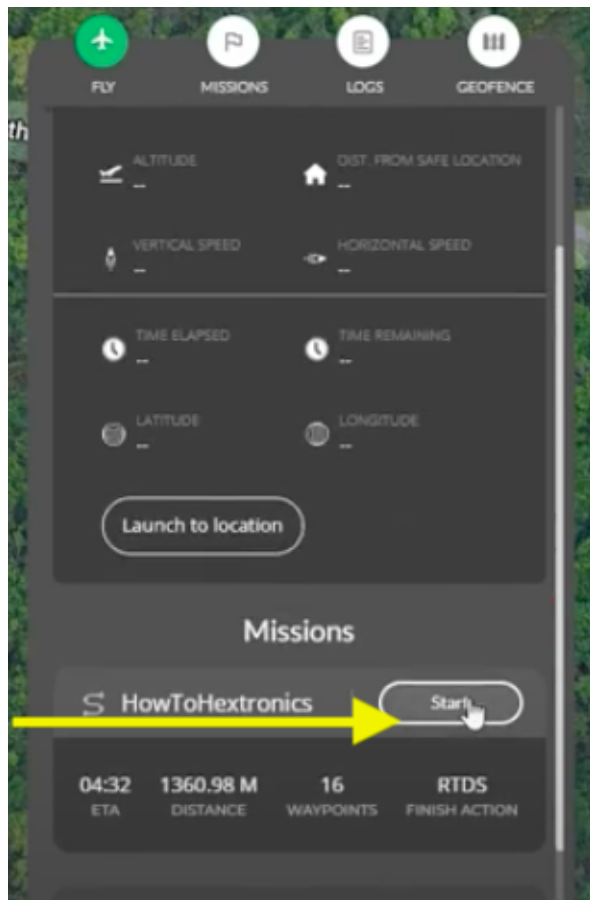 FLY MISSIONS LOGS GEOFENCE
th
ALTITUDE DIST. FROM SAFE LOCATION
-- --
VERTICAL SPEED HORIZONTAL SPEED
-- --
TIME ELAPSED TIME REMAINING
-- --
LATITUDE LONGITUDE
-- --
Launch to location
Missions
HowToHextronics Start
04:32 1360.98 M 16 RTDS
ETA DISTANCE WAYPOINTS FINISH ACTION